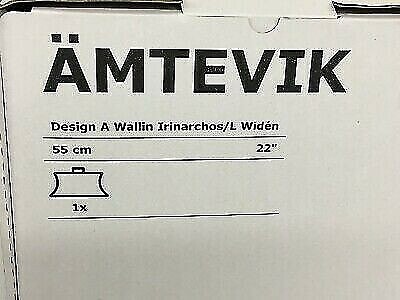 ÄMTEVIK
Design A Wallin Irinarchos/L Widén
55 cm 22"
1x